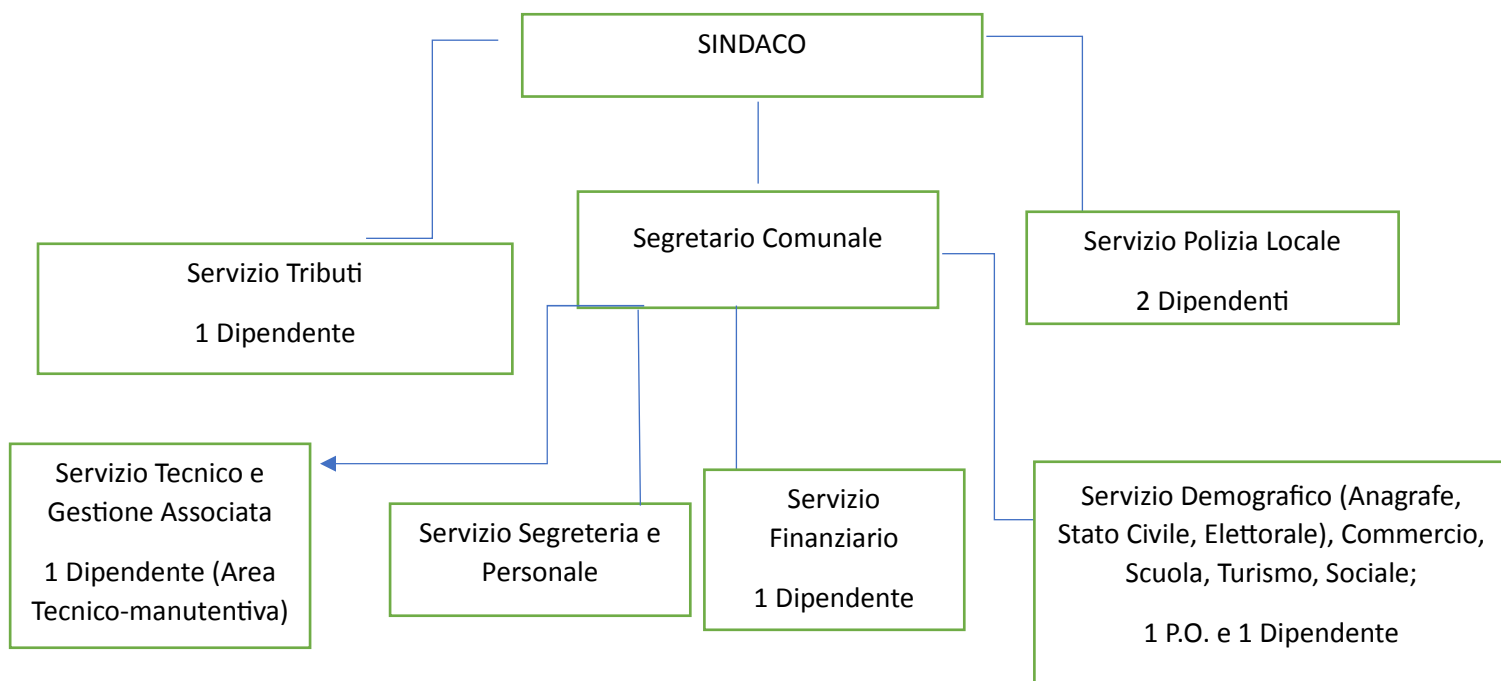 SINDACO
Segretario Comunale
Servizio Polizia Locale
2 Dipendenti
Servizio Tributi
1 Dipendente
Servizio Tecnico e
Gestione Associata
1 Dipendente (Area
Tecnico-manutentiva)
Servizio Segreteria e
Personale
Servizio
Finanziario
1 Dipendente
Servizio Demografico (Anagrafe,
Stato Civile, Elettorale), Commercio,
Scuola, Turismo, Sociale;
1 P.O. e 1 Dipendente